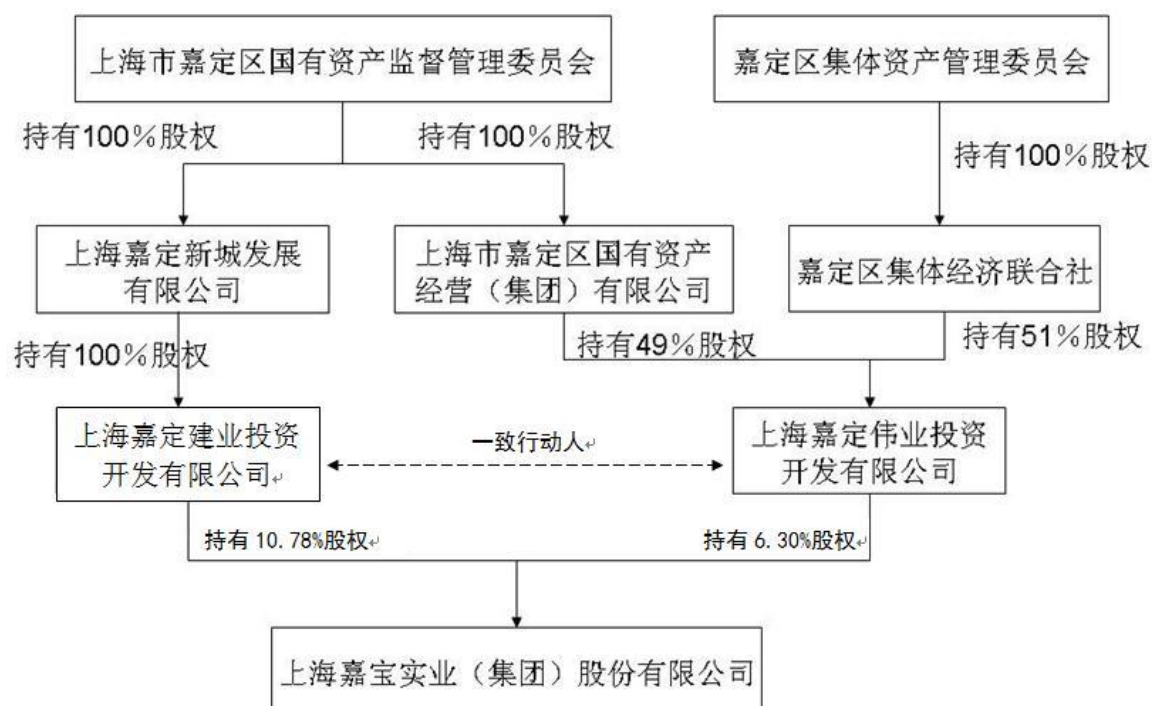 上海市嘉定区国有资产监督管理委员会
嘉定区集体资产管理委员会
持有100%股权
持有100%股权
持有100%股权
上海嘉定新城发展
有限公司
上海市嘉定区国有资产
经营（集团）有限公司
嘉定区集体经济联合社
持有100%股权
持有49%股权
持有51%股权
上海嘉定建业投资
开发有限公司
一致行动人
上海嘉定伟业投资
开发有限公司
持有 10.78%股权
持有 6.30%股权
上海嘉宝实业（集团）股份有限公司